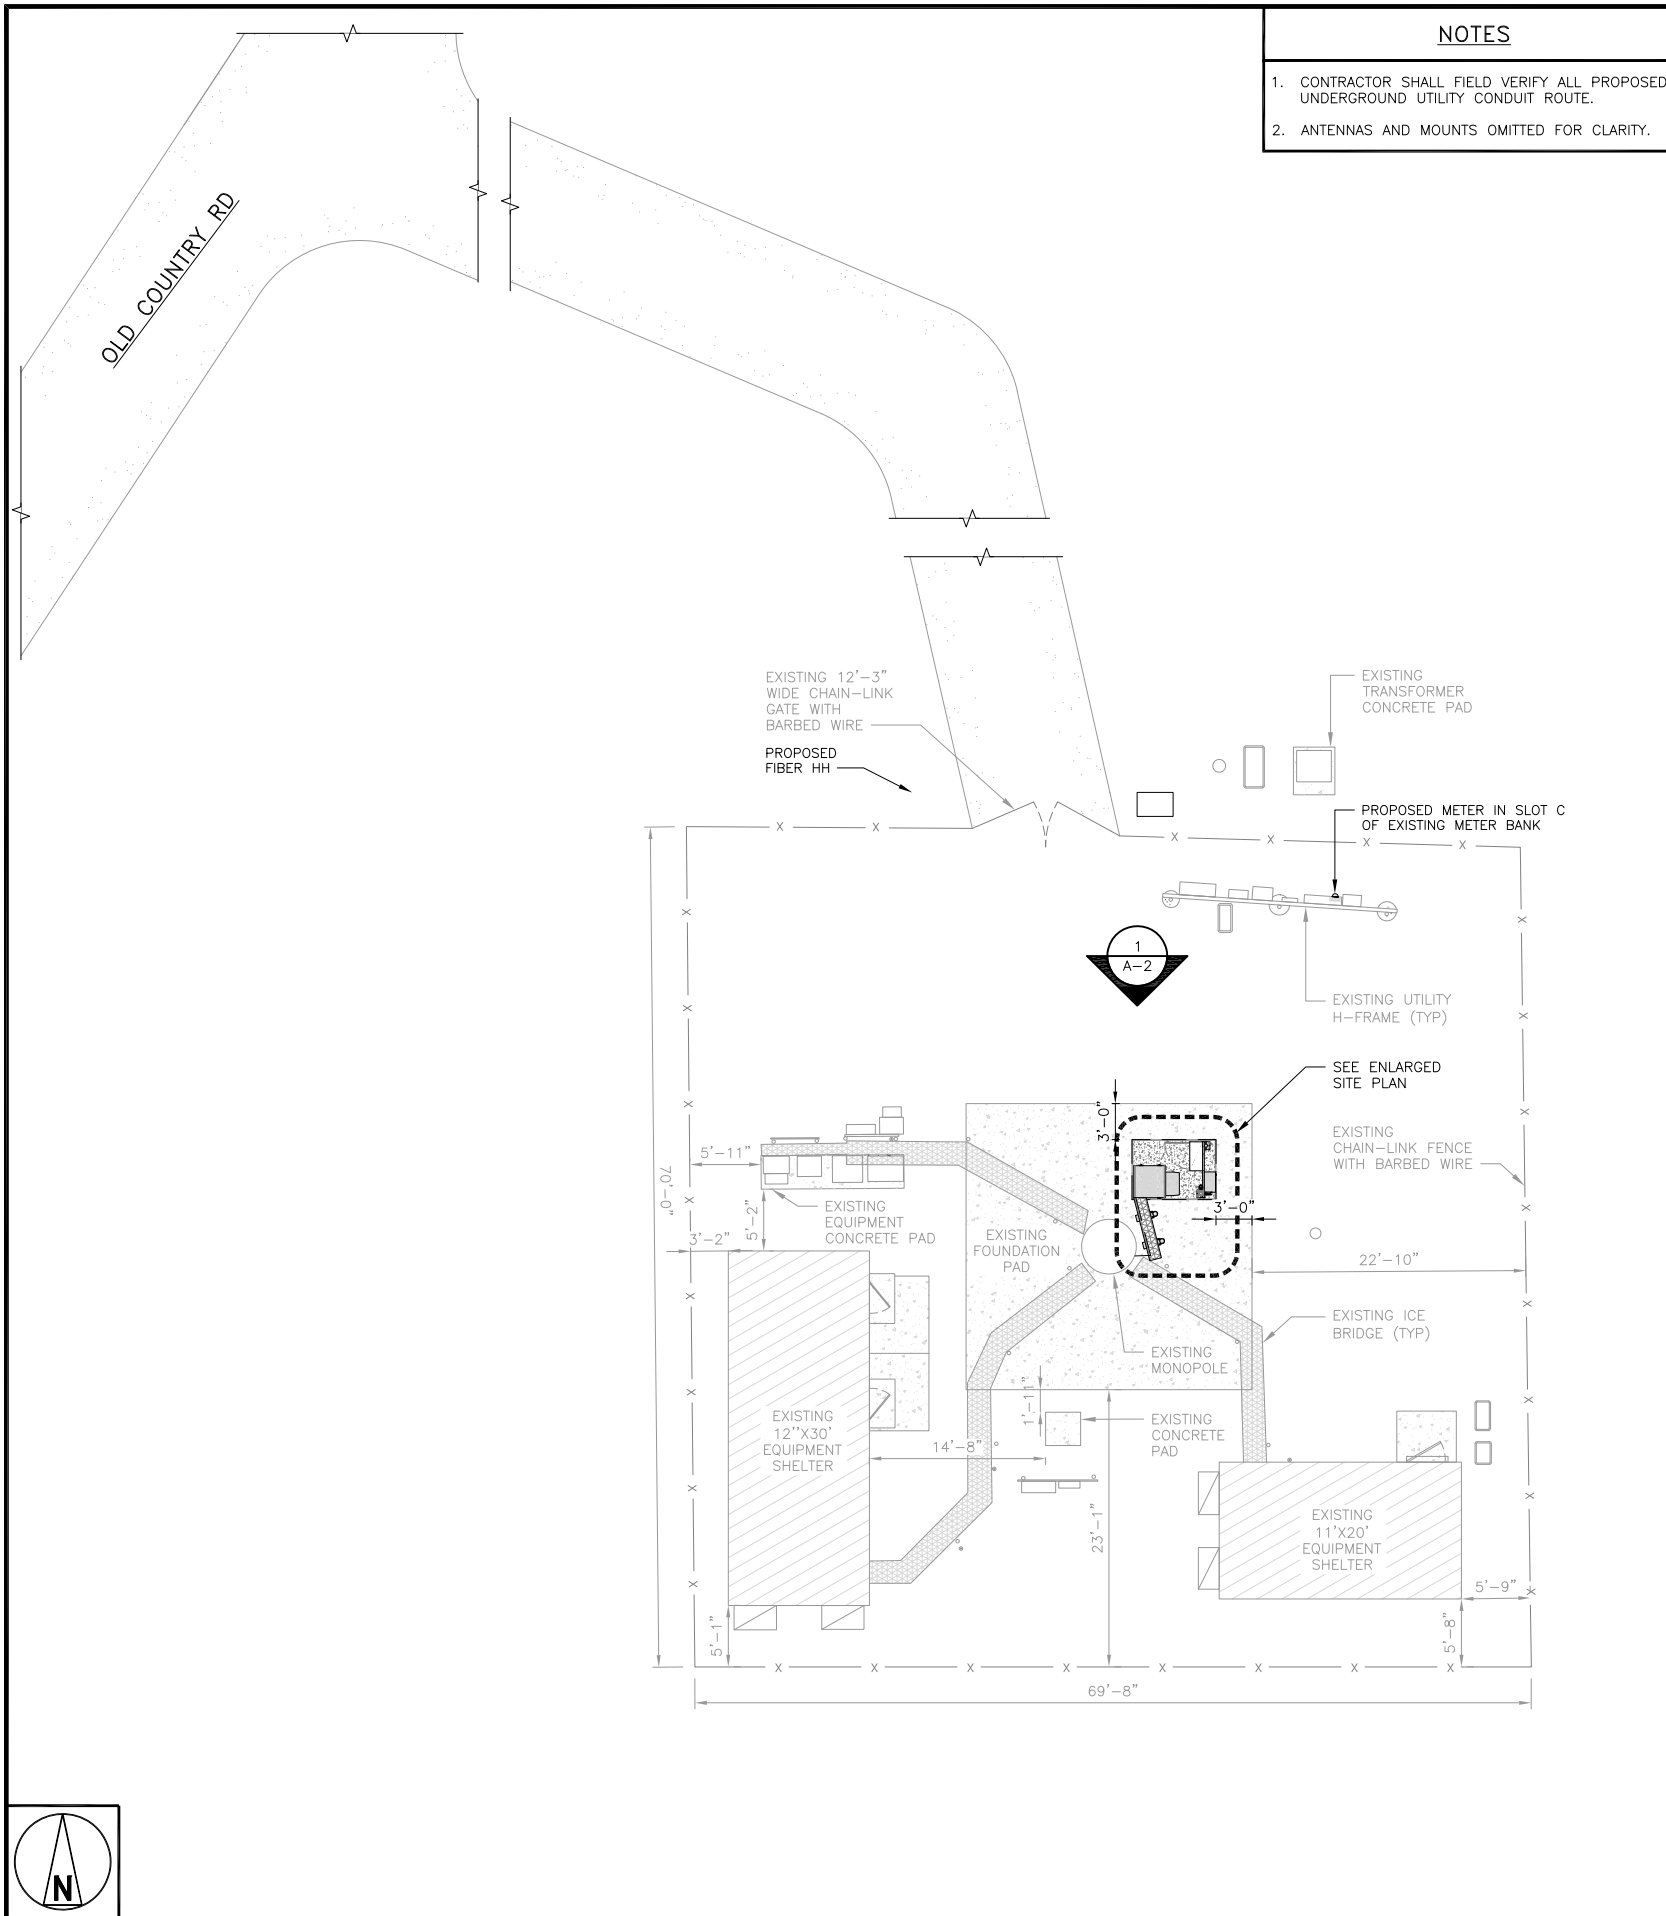 NOTES
1. CONTRACTOR SHALL FIELD VERIFY ALL PROPOSED
UNDERGROUND UTILITY CONDUIT ROUTE.
2. ANTENNAS AND MOUNTS OMITTED FOR CLARITY.
OLD COUNTRY RD
EXISTING 12'-3"
WIDE CHAIN-LINK
GATE WITH
BARBED WIRE
PROPOSED
FIBER HH
EXISTING
TRANSFORMER
CONCRETE PAD
PROPOSED METER IN SLOT C
OF EXISTING METER BANK
1
A-2
EXISTING UTILITY
H-FRAME (TYP)
SEE ENLARGED
SITE PLAN
EXISTING
CHAIN-LINK FENCE
WITH BARBED WIRE
3'-0"
5'-11"
70'-0"
EXISTING
EQUIPMENT
CONCRETE PAD
5'-2"
3'-2"
EXISTING
FOUNDATION
PAD
3'-0"
22'-10"
EXISTING ICE
BRIDGE (TYP)
EXISTING
MONOPOLE
1'-11"
EXISTING
12''X30'
EQUIPMENT
SHELTER
14'-8"
EXISTING
CONCRETE
PAD
23'-1"
EXISTING
11'X20'
EQUIPMENT
SHELTER
5'-9"
5'-1"
5'-8"
69'-8"
X X X X X X
X X X X X X X X
X X X X X X X X
X X X X X X X X
N